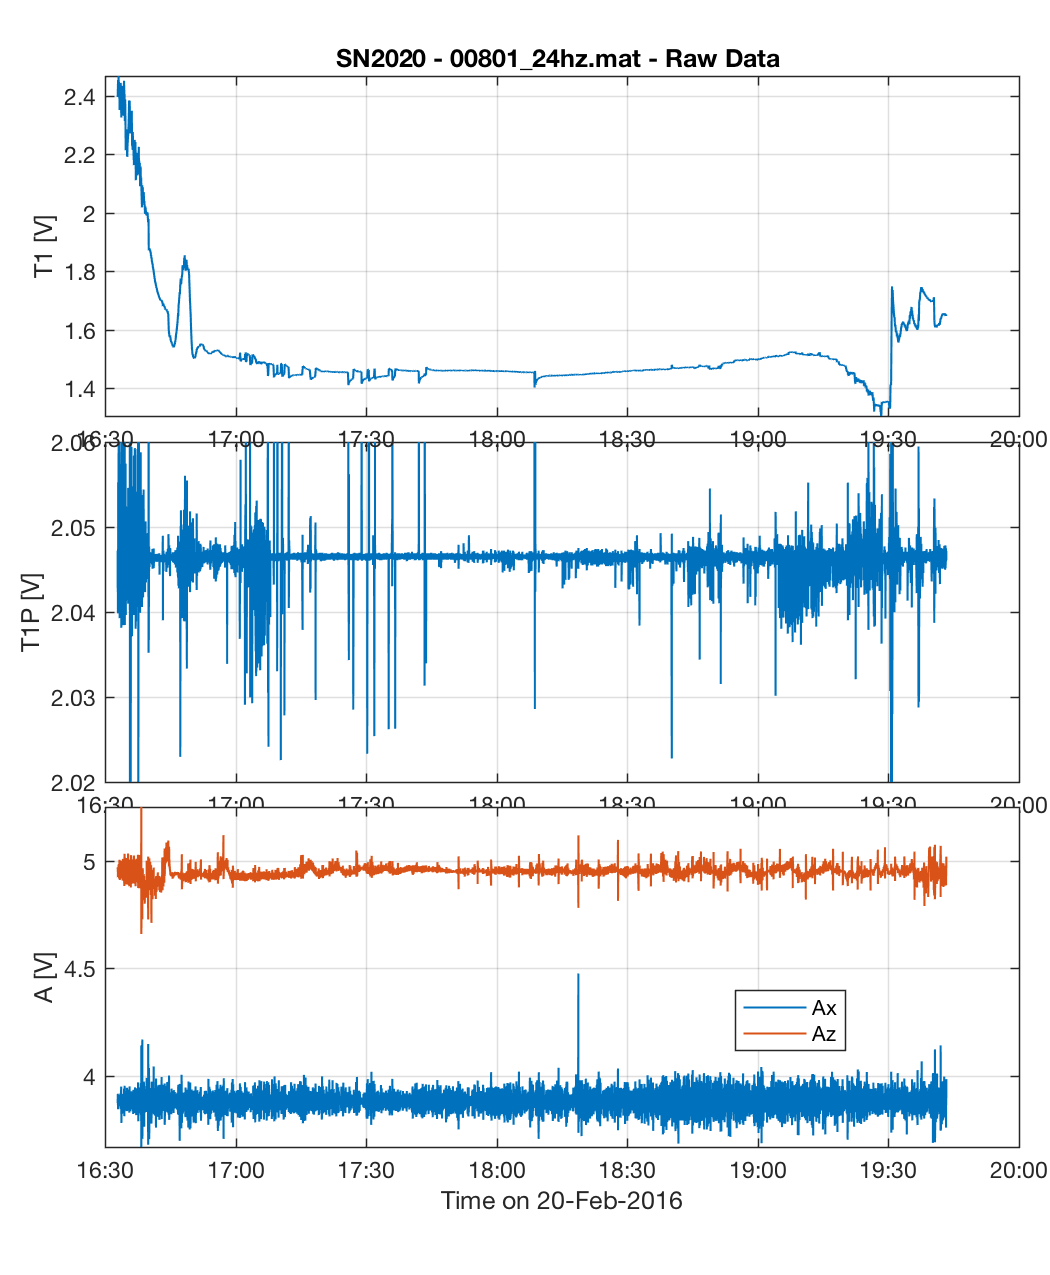 SN2020 - 00801_24hz.mat - Raw Data
2.4
2.2
2
1.8
1.6
1.4
T1 [V]
16:30 17:00 17:30 18:00 18:30 19:00 19:30 20:00
2.06
2.05
2.04
2.03
2.02
T1P [V]
16:30 17:00 17:30 18:00 18:30 19:00 19:30 20:00
5
4.5
4
A [V]
Ax
Az
16:30 17:00 17:30 18:00 18:30 19:00 19:30 20:00
Time on 20-Feb-2016